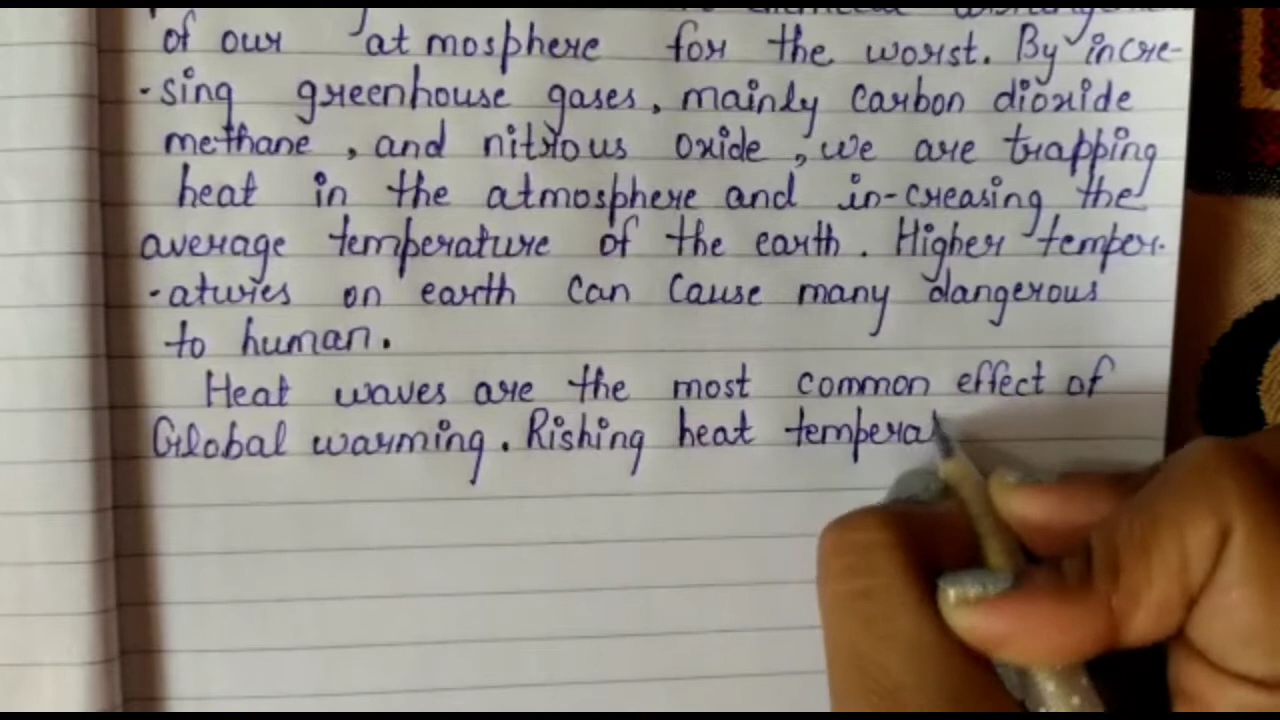 of our atmosphere for the worst. By incre-
-sing greenhouse gases, mainly carbon dioxide
methane, and nitrous oxide, we are trapping
heat in the atmosphere and in-creasing the
average temperature of the earth. Higher temper-
-aturies on earth can cause many dangerous
to human.
Heat waves are the most common effect of
Global warming. Rishing heat tempera